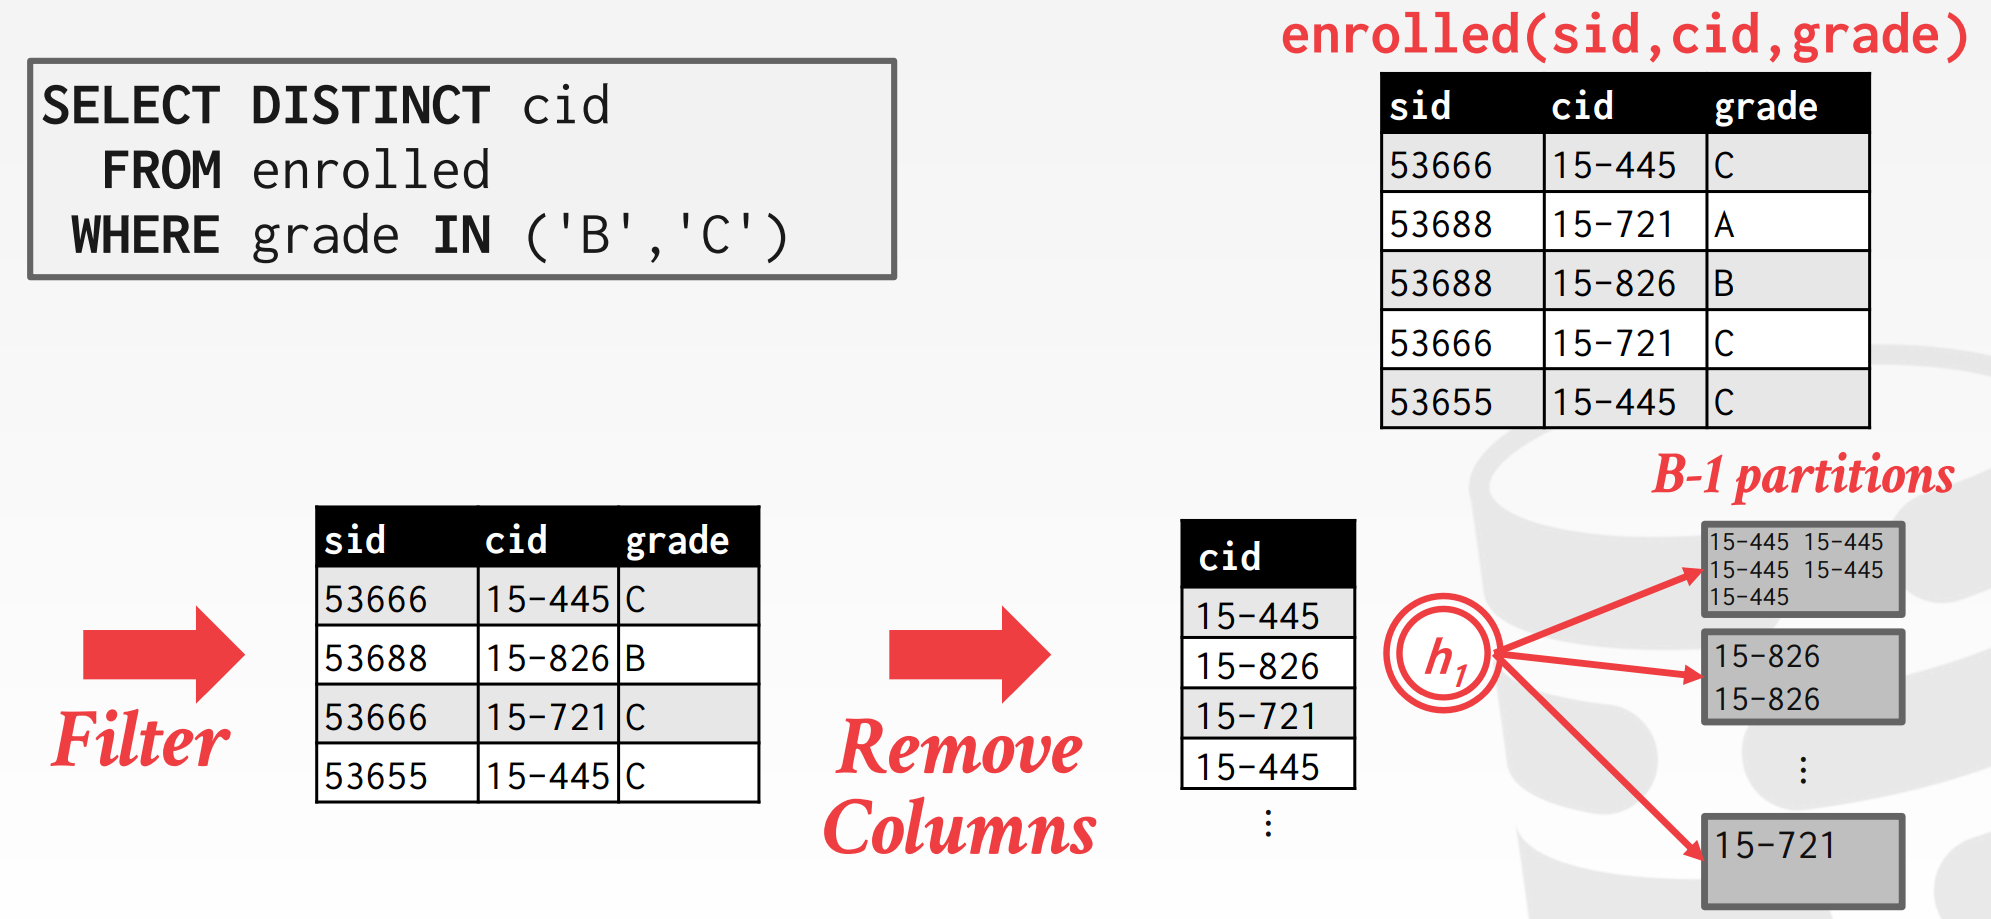 enrolled(sid,cid,grade)
SELECT DISTINCT cid
FROM enrolled
WHERE grade IN ('B','C')
sid cid grade
53666 15-445 C
53688 15-721 A
53688 15-826 B
53666 15-721 C
53655 15-445 C
Filter
sid cid grade
53666 15-445 C
53688 15-826 B
53666 15-721 C
53655 15-445 C
Remove
Columns
cid
15-445
15-826
15-721
15-445
⋮
h1
B-1 partitions
15-445 15-445
15-445 15-445
15-445
15-826
15-826
⋮
15-721